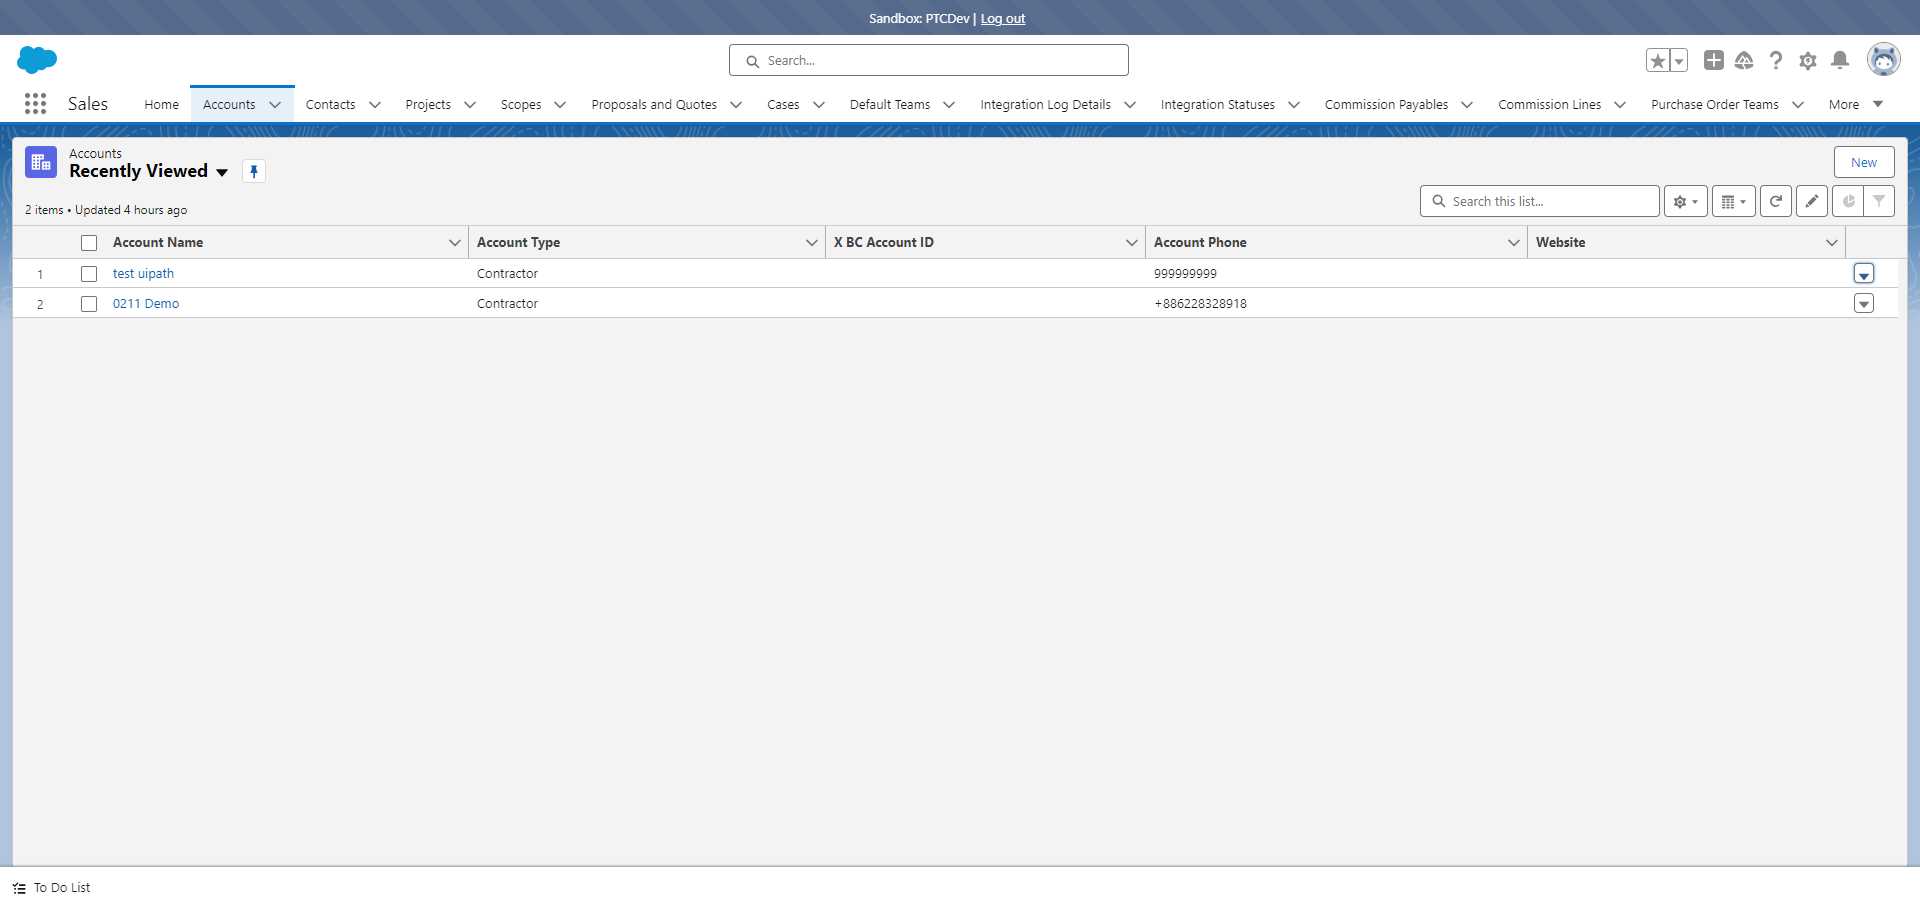 Sandbox: PTCDev | Log out
Search...
Sales Home Accounts Contacts Projects Scopes Proposals and Quotes Cases Default Teams Integration Log Details Integration Statuses Commission Payables Commission Lines Purchase Order Teams More
Accounts
Recently Viewed
New
2 items • Updated 4 hours ago
Search this list...
Account Name Account Type X BC Account ID Account Phone Website
1 test uipath Contractor 999999999
2 0211 Demo Contractor +886228328918
To Do List